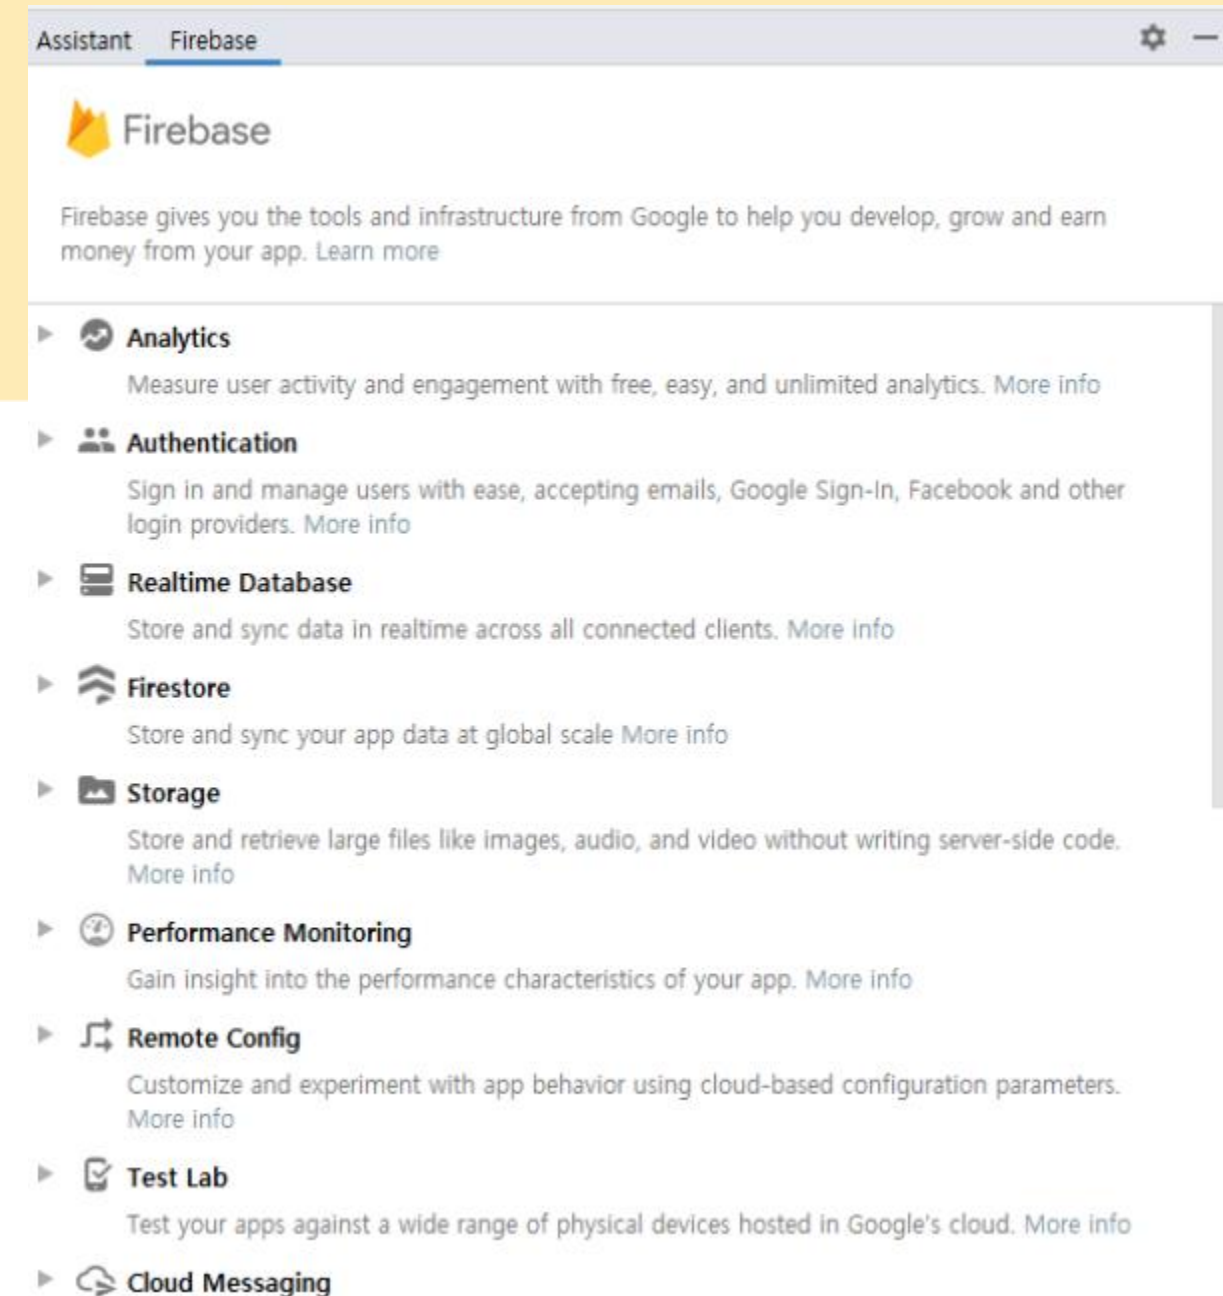 Assistant Firebase
Firebase
Firebase gives you the tools and infrastructure from Google to help you develop, grow and earn
money from your app. Learn more
Analytics
Measure user activity and engagement with free, easy, and unlimited analytics. More info
Authentication
Sign in and manage users with ease, accepting emails, Google Sign-In, Facebook and other
login providers. More info
Realtime Database
Store and sync data in realtime across all connected clients. More info
Firestore
Store and sync your app data at global scale More info
Storage
Store and retrieve large files like images, audio, and video without writing server-side code.
More info
Performance Monitoring
Gain insight into the performance characteristics of your app. More info
Remote Config
Customize and experiment with app behavior using cloud-based configuration parameters.
More info
Test Lab
Test your apps against a wide range of physical devices hosted in Google's cloud. More info
Cloud Messaging